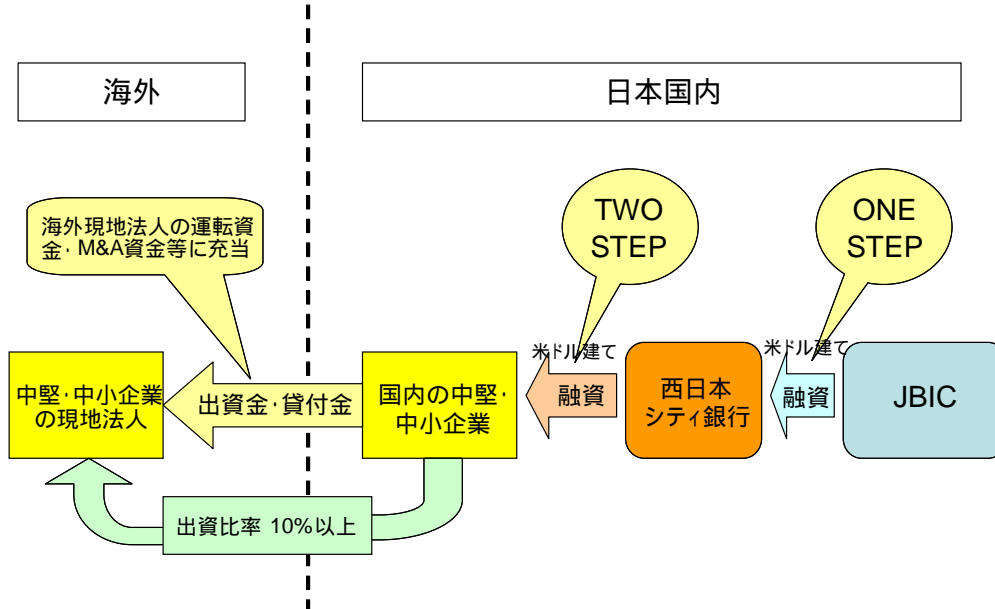 海外
日本国内
海外現地法人の運転資
金・M&A資金等に充当
TWO
STEP
ONE
STEP
米ドル建て
米ドル建て
中堅・中小企業
の現地法人
出資金・貸付金
国内の中堅・
中小企業
融資
西日本
シティ銀行
融資
JBIC
出資比率 10%以上